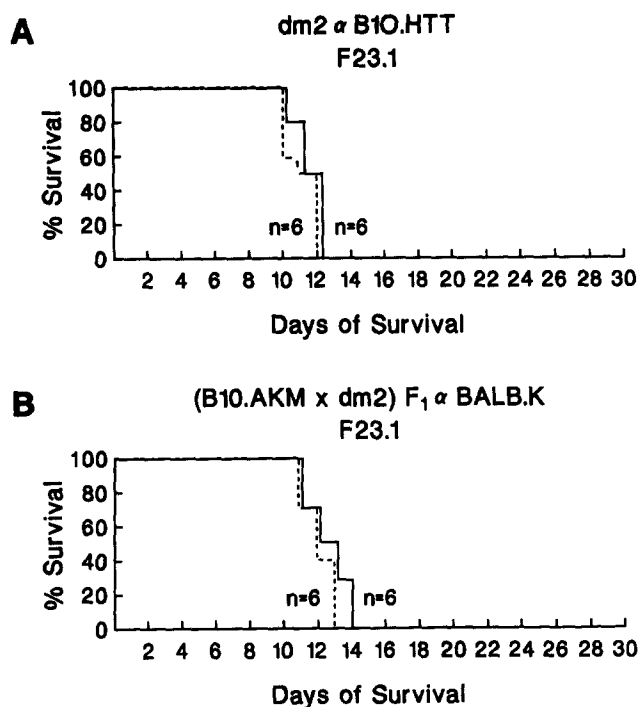 A
dm2 α B10.HTT
F23.1
% Survival
100
80
60
40
20
0
n=6
n=6
2 4 6 8 10 12 14 16 18 20 22 24 26 28 30
Days of Survival
B
(B10.AKM x dm2) F₁ α BALB.K
F23.1
% Survival
100
80
60
40
20
0
n=6
n=6
2 4 6 8 10 12 14 16 18 20 22 24 26 28 30
Days of Survival